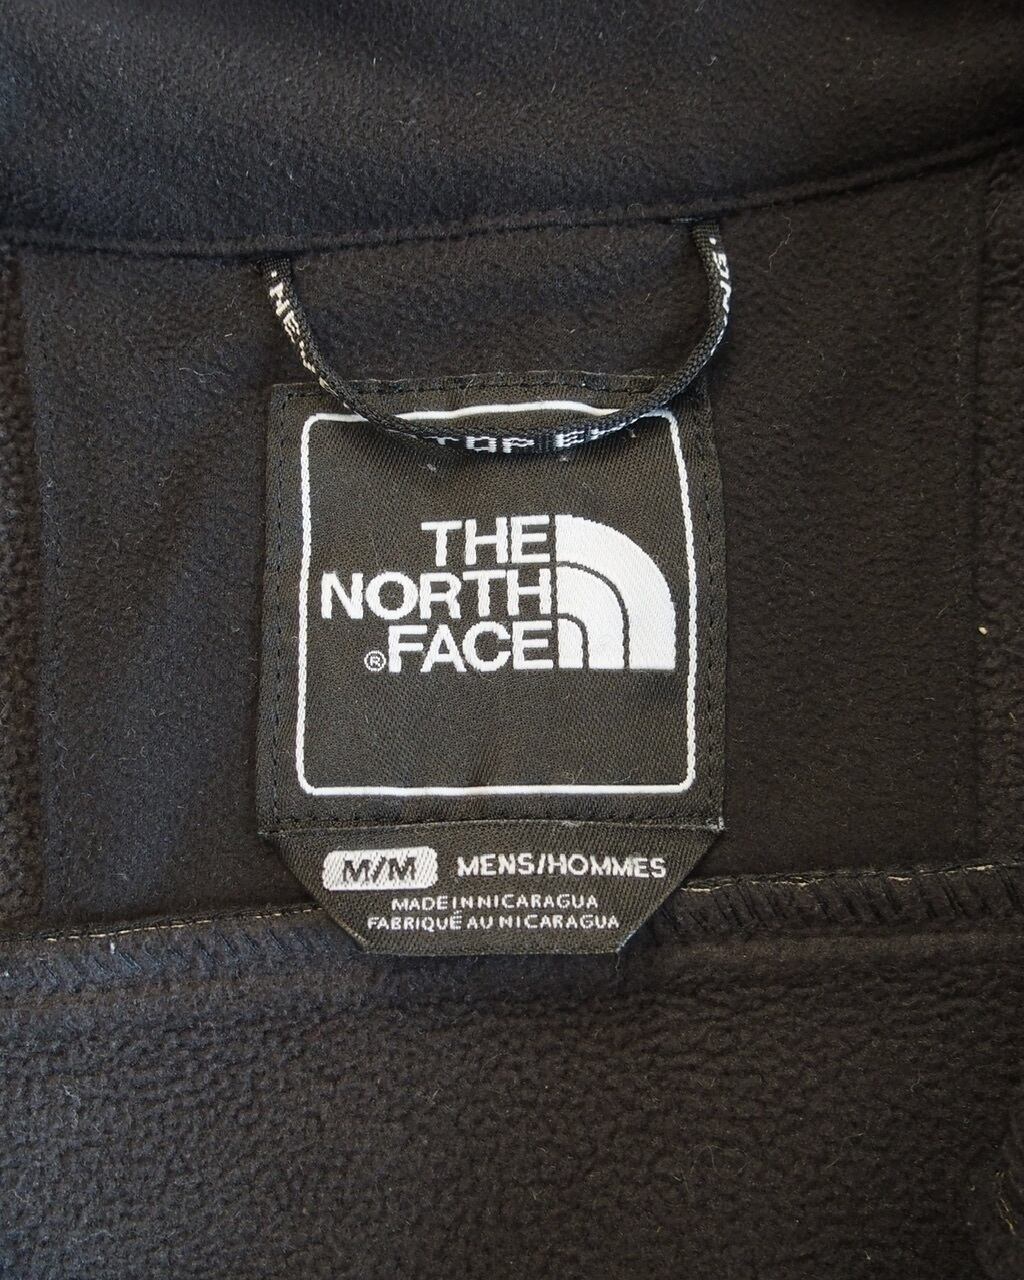 THE
NORTH
®FACE
M/M MENS/HOMMES
MADE IN NICARAGUA
FABRIQUÉ AU NICARAGUA